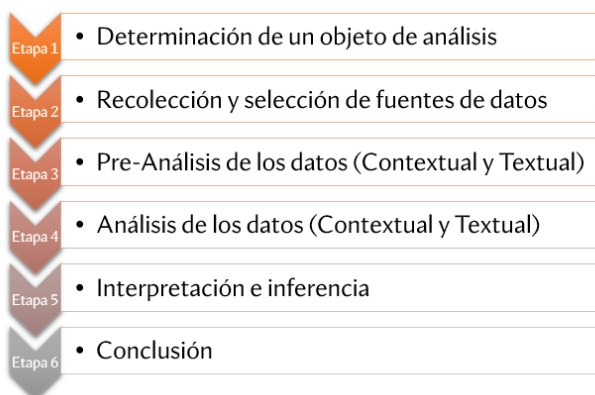 Etapa 1
• Determinación de un objeto de análisis
Etapa 2
• Recolección y selección de fuentes de datos
Etapa 3
• Pre-Análisis de los datos (Contextual y Textual)
Etapa 4
• Análisis de los datos (Contextual y Textual)
Etapa 5
• Interpretación e inferencia
Etapa 6
• Conclusión